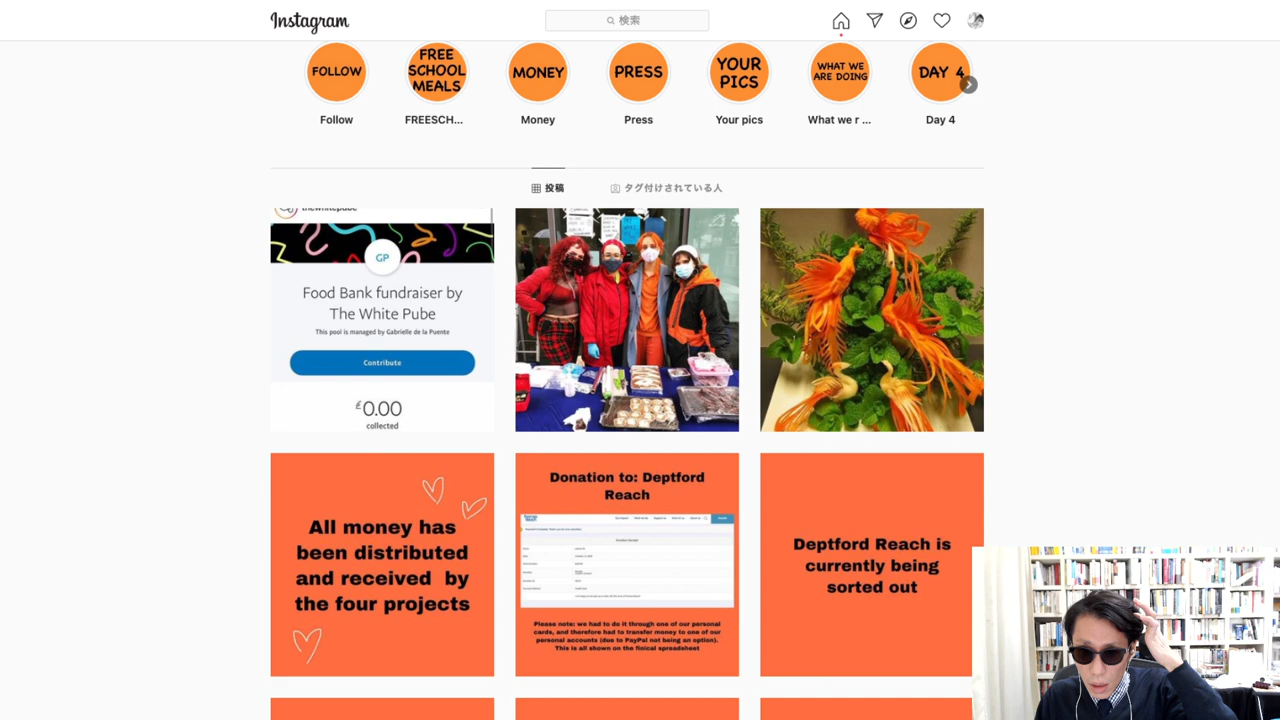 Instagram
検索
FOLLOW
FREE
SCHOOL
MEALS
MONEY
PRESS
YOUR
PICS
WHAT WE
ARE DOING
DAY 4
Follow
FREESCH...
Money
Press
Your pics
What we r ...
Day 4
投稿
タグ付けされている人
thewhitepube
GP
Food Bank fundraiser by
The White Pube
This pool is managed by Gabrielle de la Puente
Contribute
£0.00
collected
All money has
been distributed
and received by
the four projects
Donation to: Deptford
Reach
Please note: we had to do it through one of our personal
cards, and therefore had to transfer money to one of our
personal accounts (due to PayPal not being an option).
This is all shown on the finical spreadsheet
Deptford Reach is
currently being
sorted out